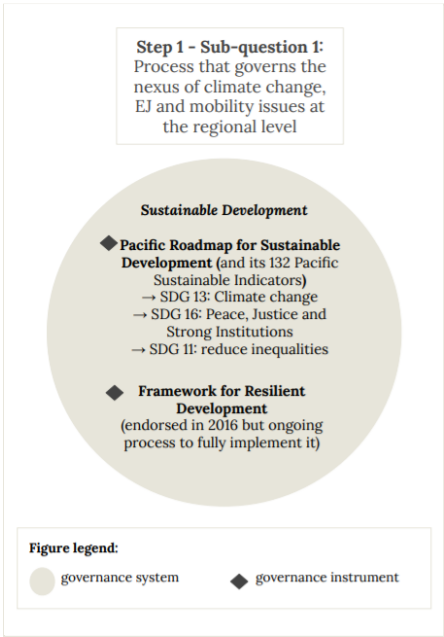 Step 1 - Sub-question 1:
Process that governs the
nexus of climate change,
EJ and mobility issues at
the regional level
Sustainable Development
Pacific Roadmap for Sustainable
Development (and its 132 Pacific
Sustainable Indicators)
→ SDG 13: Climate change
→ SDG 16: Peace, Justice and
Strong Institutions
→ SDG 11: reduce inequalities
Framework for Resilient
Development
(endorsed in 2016 but ongoing
process to fully implement it)
Figure legend:
governance system
governance instrument